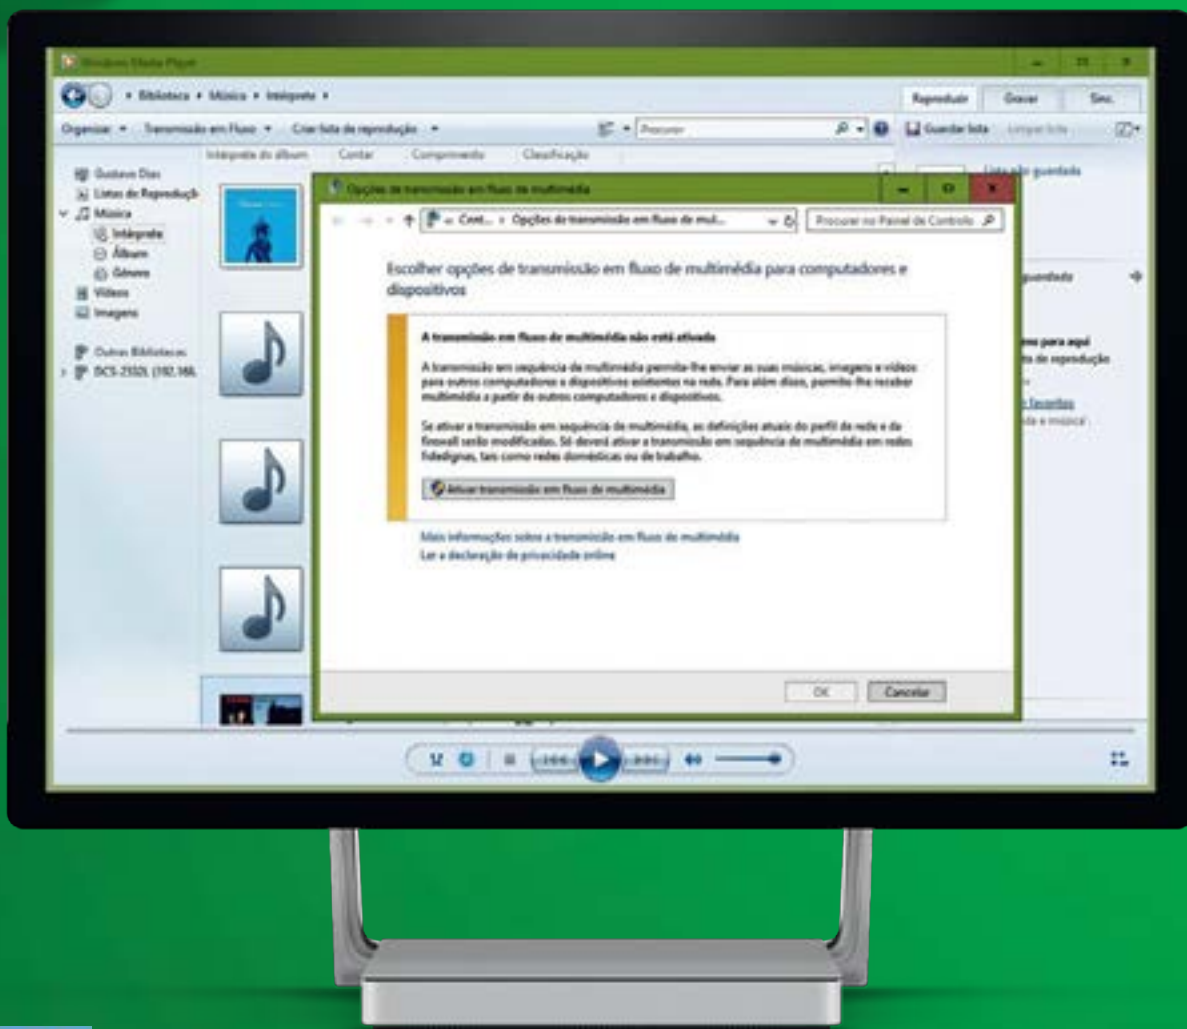 Windows Media Player
Biblioteca Música Intérprete
Reproduzir Gravar Sinc.
Organizar Transmissão em Fluxo Criar lista de reprodução Procurar Guardar lista Limpar lista
Intérprete do álbum Contar Comprimento Classificação
Lista não guardada
Gustavo Dias
Listas de Reproduçã
Música
Intérprete
Álbum
Género
Vídeos
Imagens
Outras Bibliotecas
DCS-2332L (192.168.
Opções de transmissão em fluxo de multimédia
Cont... Opções de transmissão em fluxo de mul... Procurar no Painel de Controlo
Escolher opções de transmissão em fluxo de multimédia para computadores e
dispositivos
A transmissão em fluxo de multimédia não está ativada
A transmissão em sequência de multimédia permite-lhe enviar as suas músicas, imagens e vídeos
para outros computadores e dispositivos existentes na rede. Para além disso, permite-lhe receber
multimédia a partir de outros computadores e dispositivos.
Se ativar a transmissão em sequência de multimédia, as definições atuais do perfil de rede e da
firewall serão modificadas. Só deverá ativar a transmissão em sequência de multimédia em redes
fidedignas, tais como redes domésticas ou de trabalho.
Ativar transmissão em fluxo de multimédia
Mais informações sobre a transmissão em fluxo de multimédia
Ler a declaração de privacidade online
OK Cancelar
guardada
para aqui
de reprodução
favoritos
e música'.